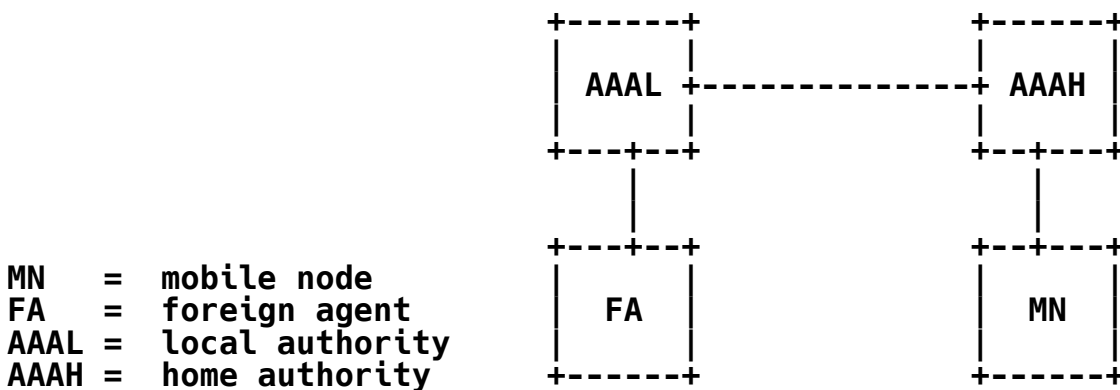 AAAL AAAH
MN = mobile node
FA = foreign agent FA MN
AAAL = local authority
AAAH = home authority